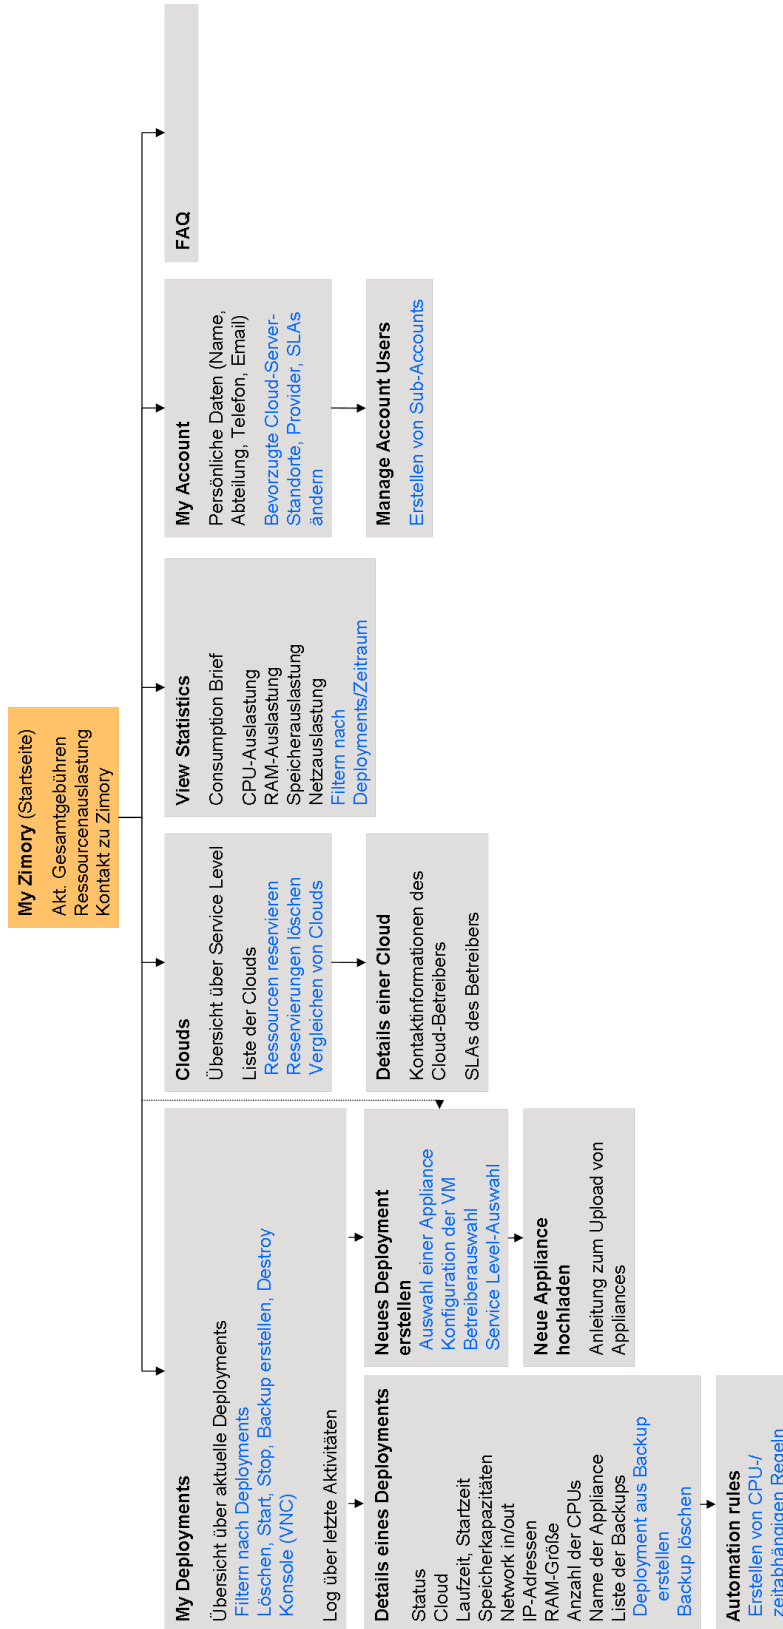 My Zimory (Startseite)
Akt. Gesamtgebühren
Ressourcenauslastung
Kontakt zu Zimory
My Deployments
Übersicht über aktuelle Deployments
Filtern nach Deployments
Löschen, Start, Stop, Backup erstellen, Destroy
Konsole (VNC)
Log über letzte Aktivitäten
Details eines Deployments
Status
Cloud
Laufzeit, Startzeit
Speicherkapazitäten
Network in/out
IP-Adressen
RAM-Größe
Anzahl der CPUs
Name der Appliance
Liste der Backups
Deployment aus Backup
erstellen
Backup löschen
Automation rules
Erstellen von CPU-/
zeitabhängigen Regeln
Neues Deployment
erstellen
Auswahl einer Appliance
Konfiguration der VM
Betreiberauswahl
Service Level-Auswahl
Neue Appliance
hochladen
Anleitung zum Upload von
Appliances
Clouds
Übersicht über Service Level
Liste der Clouds
Ressourcen reservieren
Reservierungen löschen
Vergleichen von Clouds
Details einer Cloud
Kontaktinformationen des
Cloud-Betreibers
SLAs des Betreibers
View Statistics
Consumption Brief
CPU-Auslastung
RAM-Auslastung
Speicherauslastung
Netzauslastung
Filtern nach
Deployments/Zeitraum
My Account
Persönliche Daten (Name,
Abteilung, Telefon, Email)
Bevorzugte Cloud-Server-
Standorte, Provider, SLAs
ändern
Manage Account Users
Erstellen von Sub-Accounts
FAQ